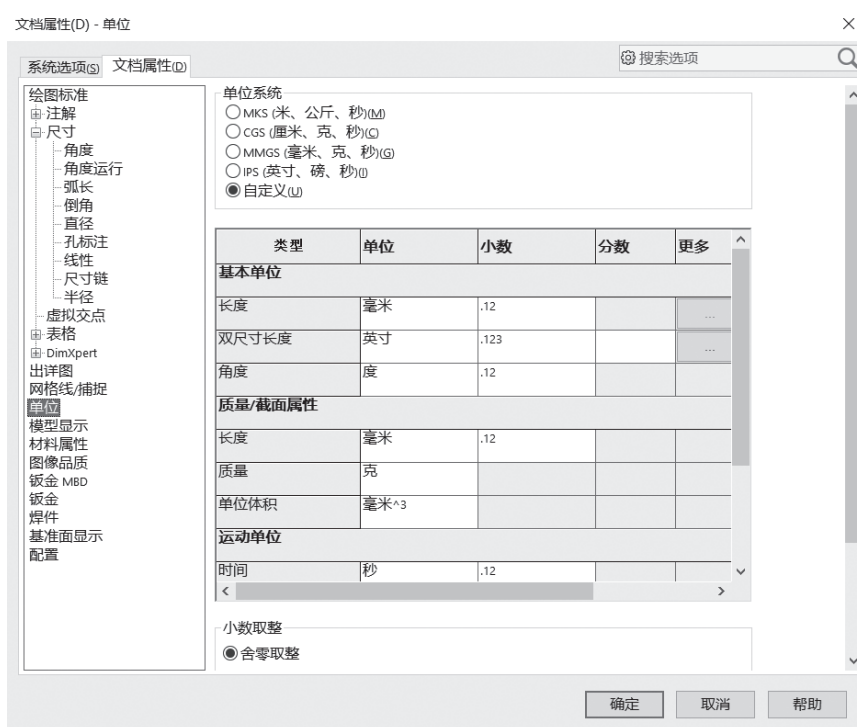 文档属性(D) - 单位
系统选项(S) 文档属性(D)
搜索选项
绘图标准
注解
尺寸
角度
角度运行
弧长
倒角
直径
孔标注
线性
尺寸链
半径
虚拟交点
表格
DimXpert
出详图
网格线/捕捉
单位
模型显示
材料属性
图像品质
钣金 MBD
钣金
焊件
基准面显示
配置
单位系统
MKS (米、公斤、秒)(M)
CGS (厘米、克、秒)(C)
MMGS (毫米、克、秒)(G)
IPS (英寸、磅、秒)(I)
自定义(U)
类型 单位 小数 分数 更多
基本单位
长度 毫米 .12 ...
双尺寸长度 英寸 .123 ...
角度 度 .12
质量/截面属性
长度 毫米 .12
质量 克
单位体积 毫米^3
运动单位
时间 秒 .12
小数取整
舍零取整
确定 取消 帮助